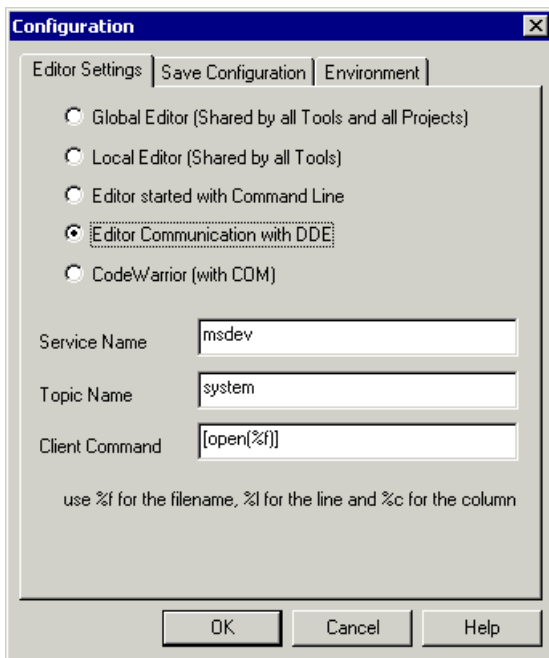 Configuration
Editor Settings Save Configuration Environment
Global Editor (Shared by all Tools and all Projects)
Local Editor (Shared by all Tools)
Editor started with Command Line
Editor Communication with DDE
CodeWarrior (with COM)
Service Name msdev
Topic Name system
Client Command [open(%f)]
use %f for the filename, %l for the line and %c for the column
OK Cancel Help